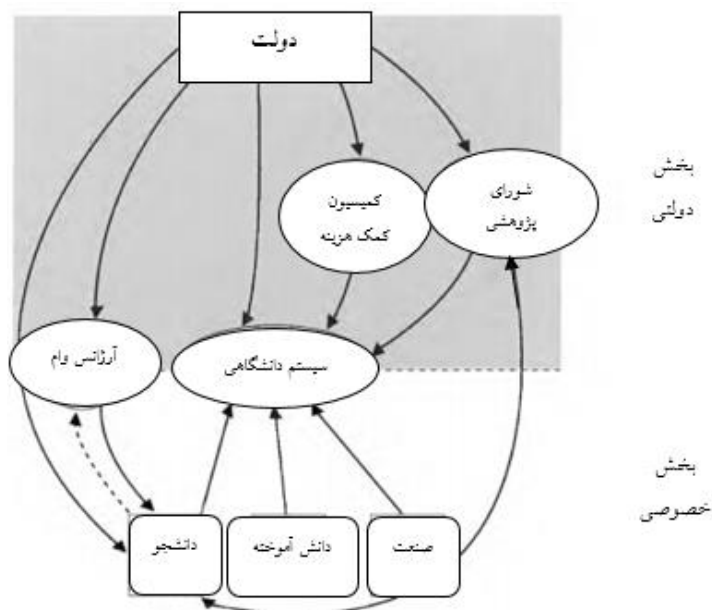 دولت
بخش
دولتی
شورای
پژوهشی
کمیسیون
کمک هزینه
سیستم دانشگاهی
آرژانس وام
بخش
خصوصی
صنعت
دانش آموخته
دانشجو